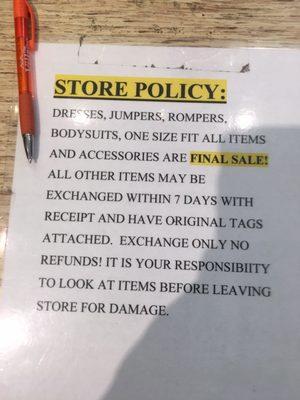 STORE POLICY:
DRESSES, JUMPERS, ROMPERS,
BODYSUITS, ONE SIZE FIT ALL ITEMS
AND ACCESSORIES ARE FINAL SALE!
ALL OTHER ITEMS MAY BE
EXCHANGED WITHIN 7 DAYS WITH
RECEIPT AND HAVE ORIGINAL TAGS
ATTACHED. EXCHANGE ONLY NO
REFUNDS! IT IS YOUR RESPONSIBIITY
TO LOOK AT ITEMS BEFORE LEAVING
STORE FOR DAMAGE.